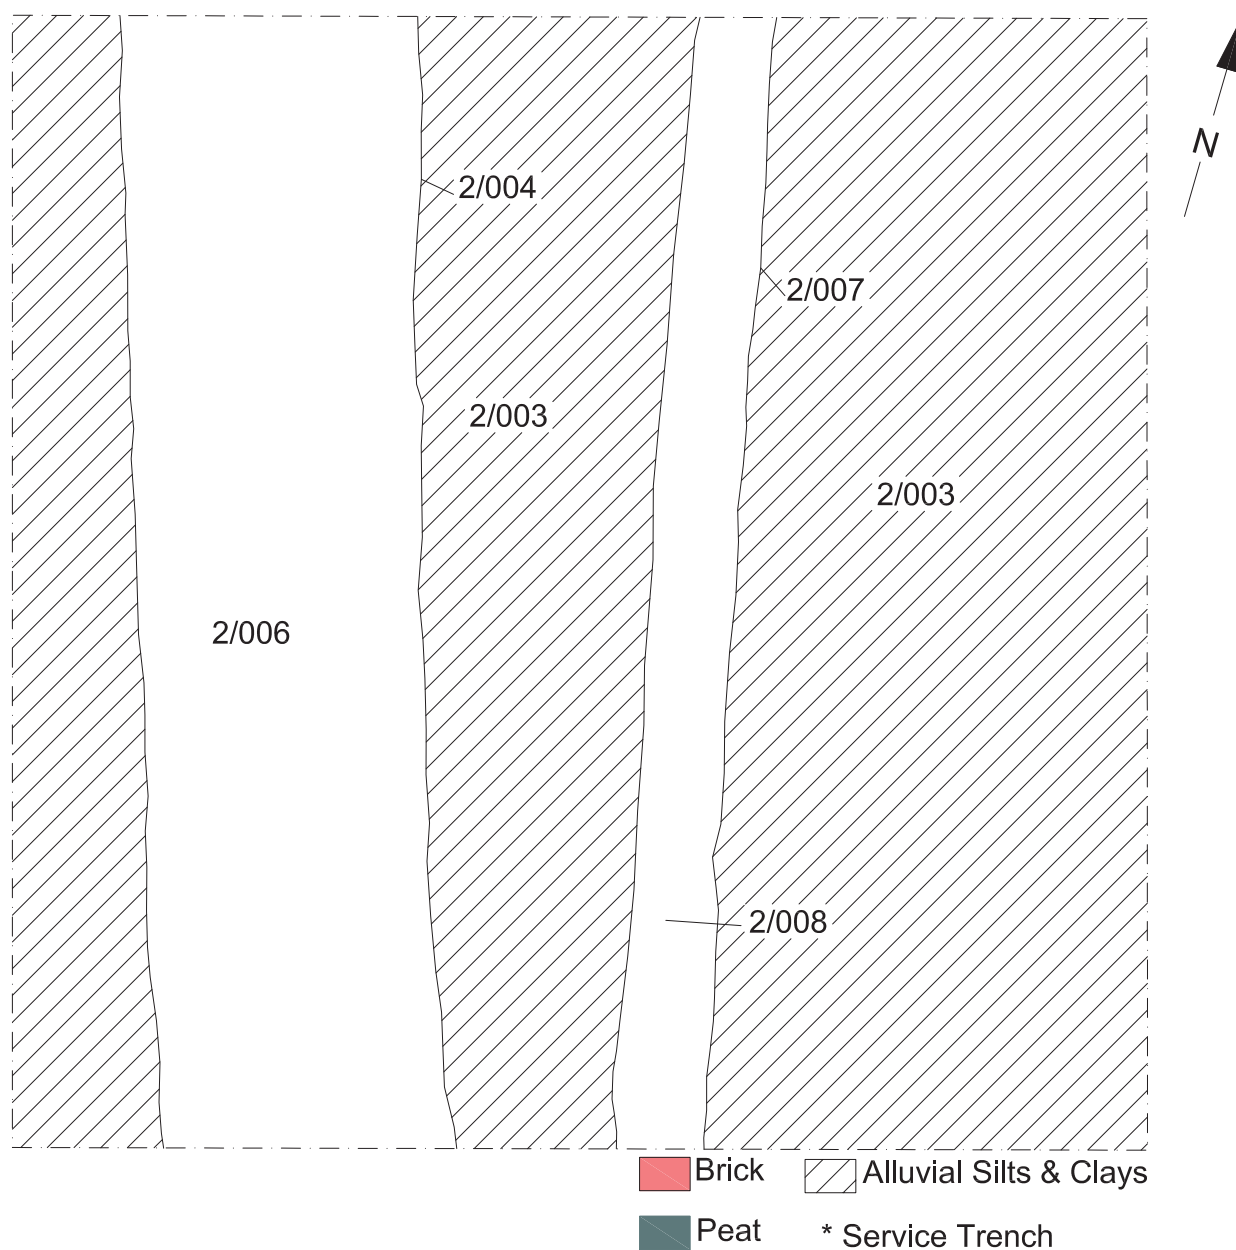 N
2/004
2/007
2/003
2/003
2/006
2/008
Brick
Alluvial Silts & Clays
Peat
* Service Trench